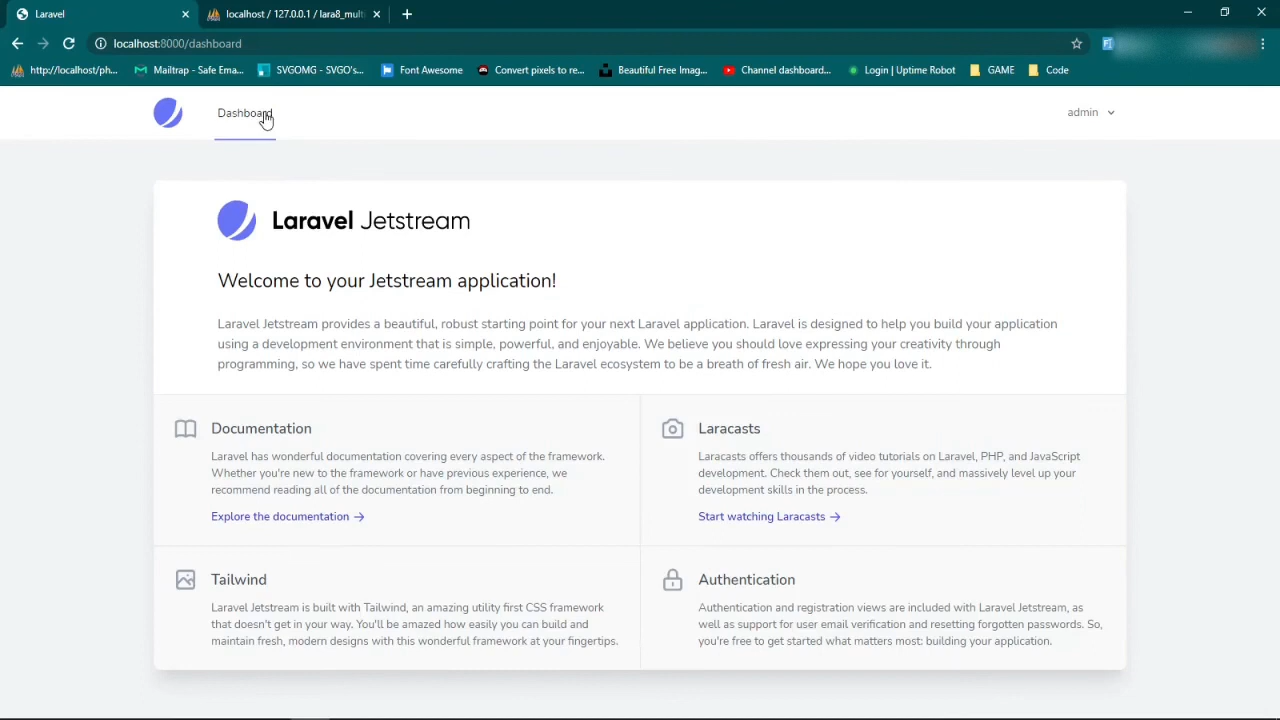 Laravel
localhost / 127.0.0.1 / lara8_mult
localhost:8000/dashboard
http://localhost/ph...
Mailtrap - Safe Ema...
SVGOMG - SVGO's...
Font Awesome
Convert pixels to re...
Beautiful Free Imag...
Channel dashboard...
Login | Uptime Robot
GAME
Code
Dashboard
admin
Laravel Jetstream
Welcome to your Jetstream application!
Laravel Jetstream provides a beautiful, robust starting point for your next Laravel application. Laravel is designed to help you build your application
using a development environment that is simple, powerful, and enjoyable. We believe you should love expressing your creativity through
programming, so we have spent time carefully crafting the Laravel ecosystem to be a breath of fresh air. We hope you love it.
Documentation
Laravel has wonderful documentation covering every aspect of the framework.
Whether you're new to the framework or have previous experience, we
recommend reading all of the documentation from beginning to end.
Explore the documentation →
Laracasts
Laracasts offers thousands of video tutorials on Laravel, PHP, and JavaScript
development. Check them out, see for yourself, and massively level up your
development skills in the process.
Start watching Laracasts →
Tailwind
Laravel Jetstream is built with Tailwind, an amazing utility first CSS framework
that doesn't get in your way. You'll be amazed how easily you can build and
maintain fresh, modern designs with this wonderful framework at your fingertips.
Authentication
Authentication and registration views are included with Laravel Jetstream, as
well as support for user email verification and resetting forgotten passwords. So,
you're free to get started what matters most: building your application.